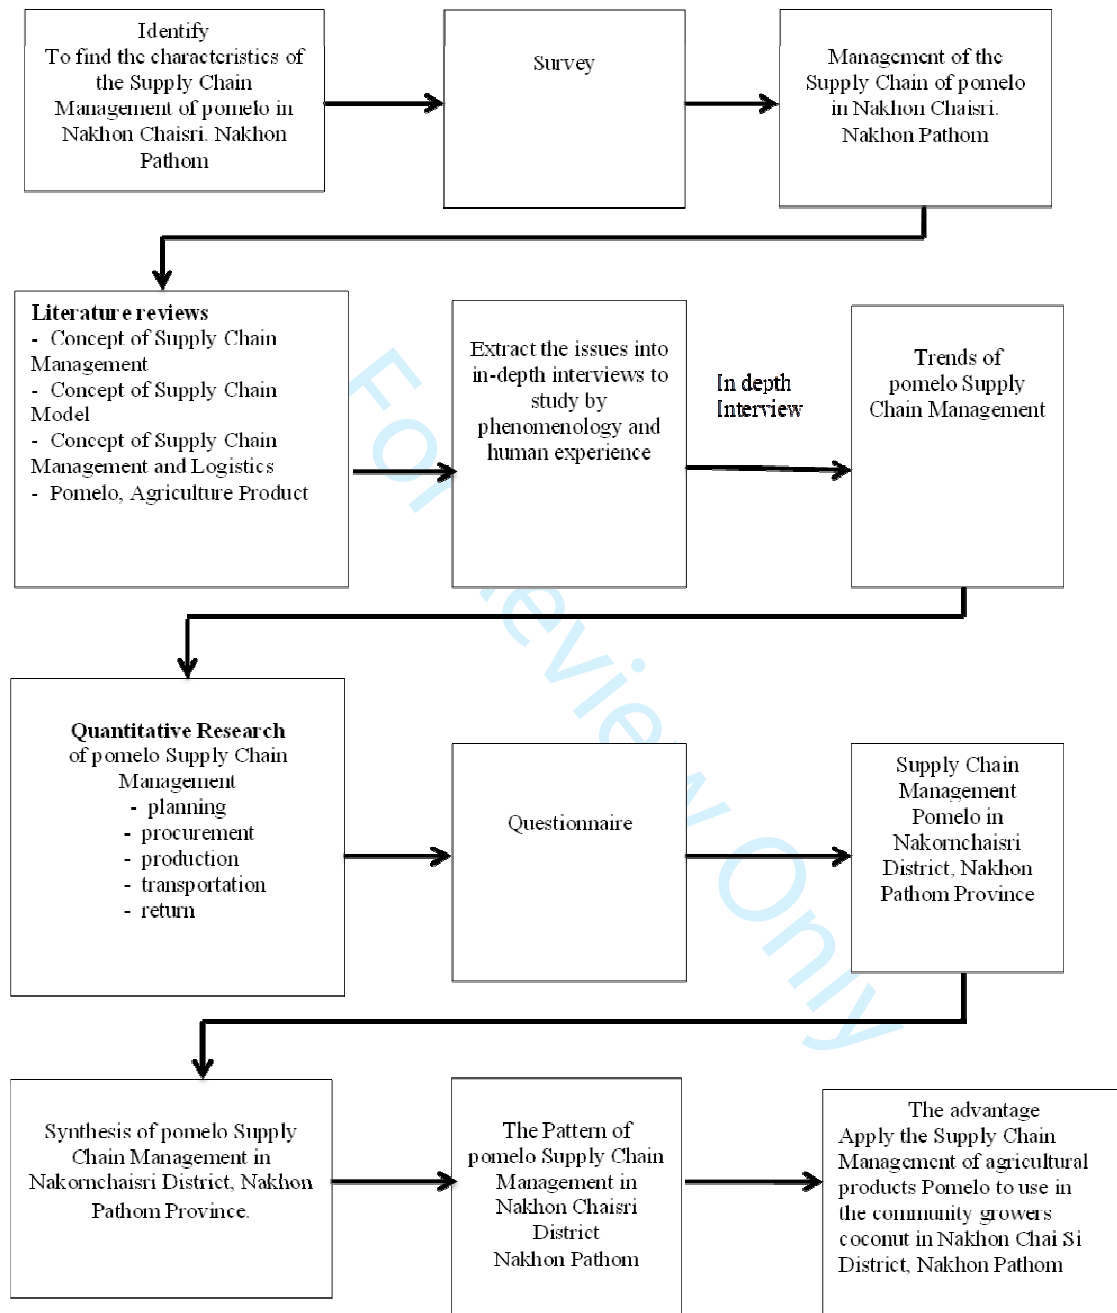 Identify
To find the characteristics of
the Supply Chain
Management of pomelo in
Nakhon Chaisri. Nakhon
Pathom
Survey
Management of the
Supply Chain of pomelo
in Nakhon Chaisri.
Nakhon Pathom
Literature reviews
- Concept of Supply Chain
Management
- Concept of Supply Chain
Model
- Concept of Supply Chain
Management and Logistics
- Pomelo, Agriculture Product
Extract the issues into
in-depth interviews to
study by
phenomenology and
human experience
In depth
Interview
Trends of
pomelo Supply
Chain Management
Quantitative Research
of pomelo Supply Chain
Management
- planning
- procurement
- production
- transportation
- return
Questionnaire
Supply Chain
Management
Pomelo in
Nakornchaisri
District, Nakhon
Pathom Province
Synthesis of pomelo Supply
Chain Management in
Nakornchaisri District, Nakhon
Pathom Province.
The Pattern of
pomelo Supply Chain
Management in
Nakhon Chaisri
District
Nakhon Pathom
The advantage
Apply the Supply Chain
Management of agricultural
products Pomelo to use in
the community growers
coconut in Nakhon Chai Si
District, Nakhon Pathom
For Review Only